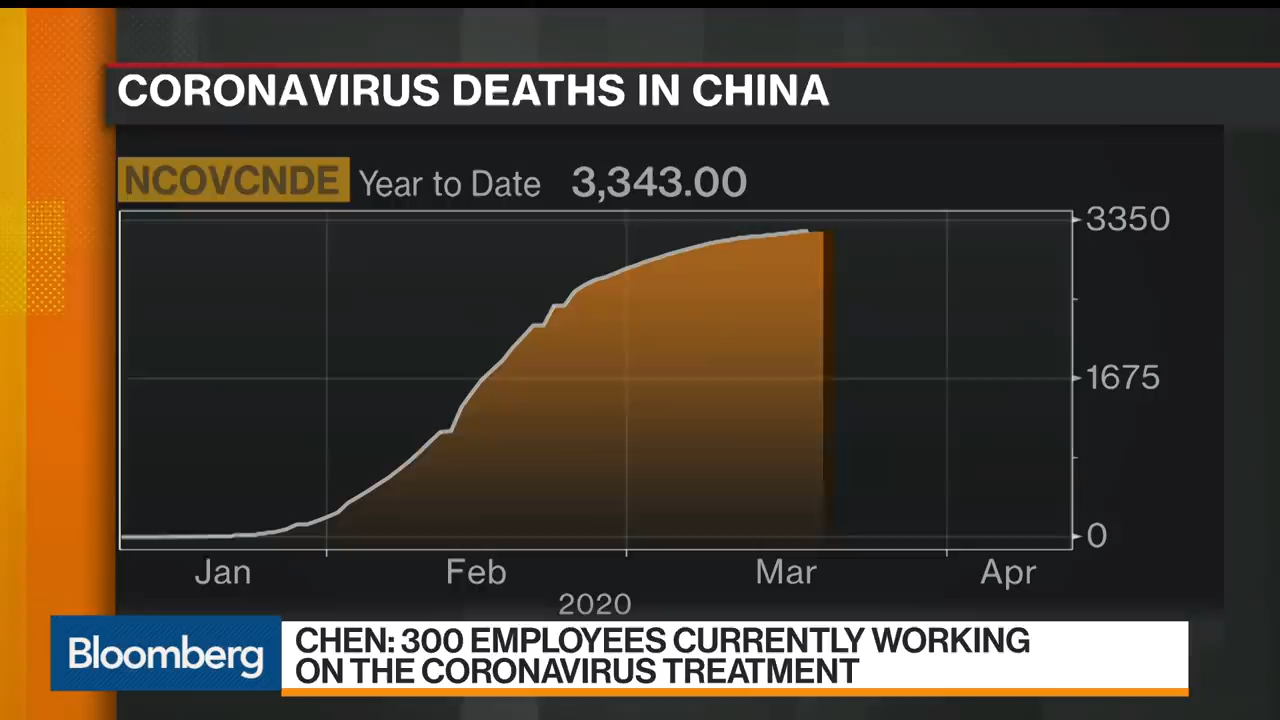 CORONAVIRUS DEATHS IN CHINA
NCOVCNDE Year to Date 3,343.00
3350
1675
0
Jan Feb Mar Apr
2020
Bloomberg
CHEN: 300 EMPLOYEES CURRENTLY WORKING
ON THE CORONAVIRUS TREATMENT